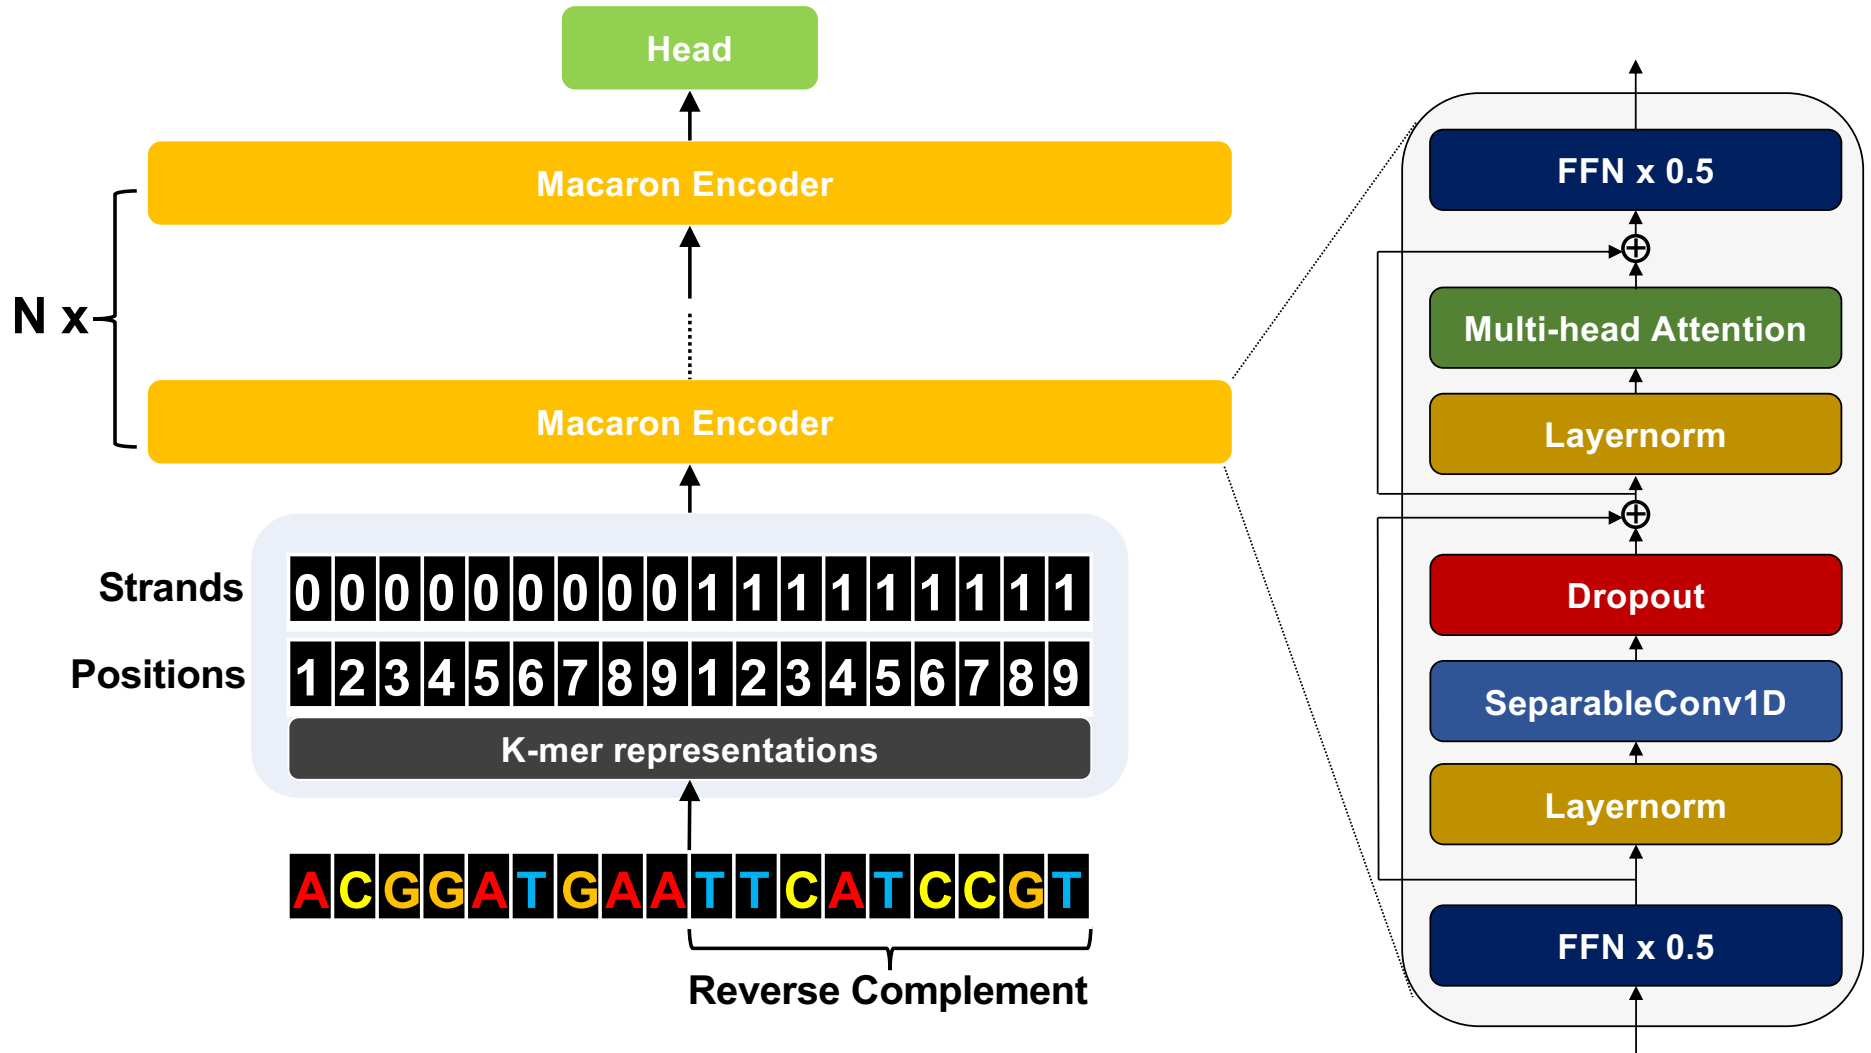 Head
Macaron Encoder
N x
Macaron Encoder
Strands 0 0 0 0 0 0 0 0 0 1 1 1 1 1 1 1 1 1
Positions 1 2 3 4 5 6 7 8 9 1 2 3 4 5 6 7 8 9
K-mer representations
A C G G A T G A A T T C A T C C G T
Reverse Complement
FFN x 0.5
Multi-head Attention
Layernorm
Dropout
SeparableConv1D
Layernorm
FFN x 0.5